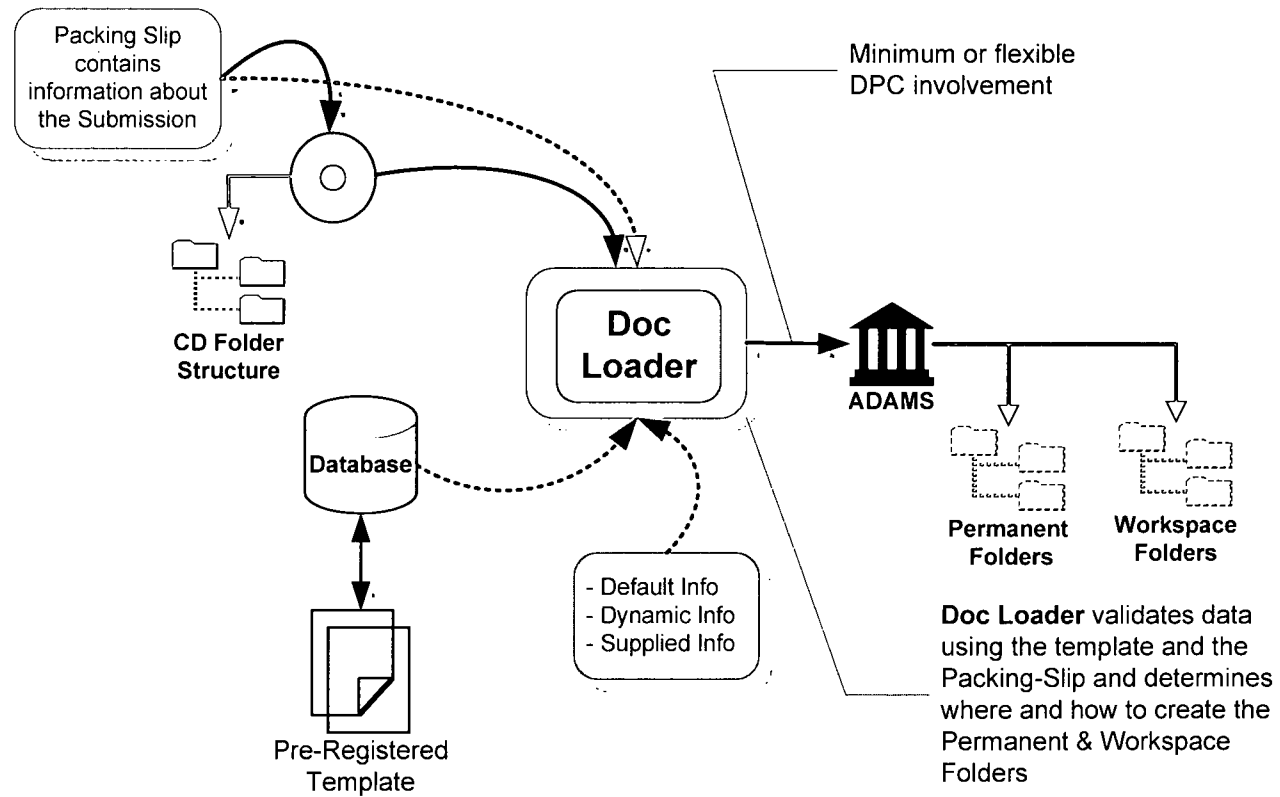 Packing Slip
contains
information about
the Submission
Minimum or flexible
DPC involvement
CD Folder
Structure
Doc
Loader
ADAMS
Database
Permanent
Folders
Workspace
Folders
- Default Info
- Dynamic Info
- Supplied Info
Pre-Registered
Template
Doc Loader validates data
using the template and the
Packing-Slip and determines
where and how to create the
Permanent & Workspace
Folders